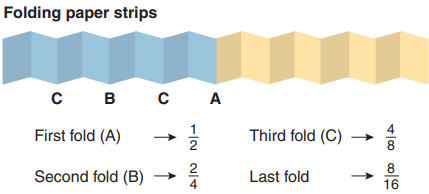 Folding paper strips
C B C A
First fold (A) → 1/2
Third fold (C) → 4/8
Second fold (B) → 2/4
Last fold → 8/16